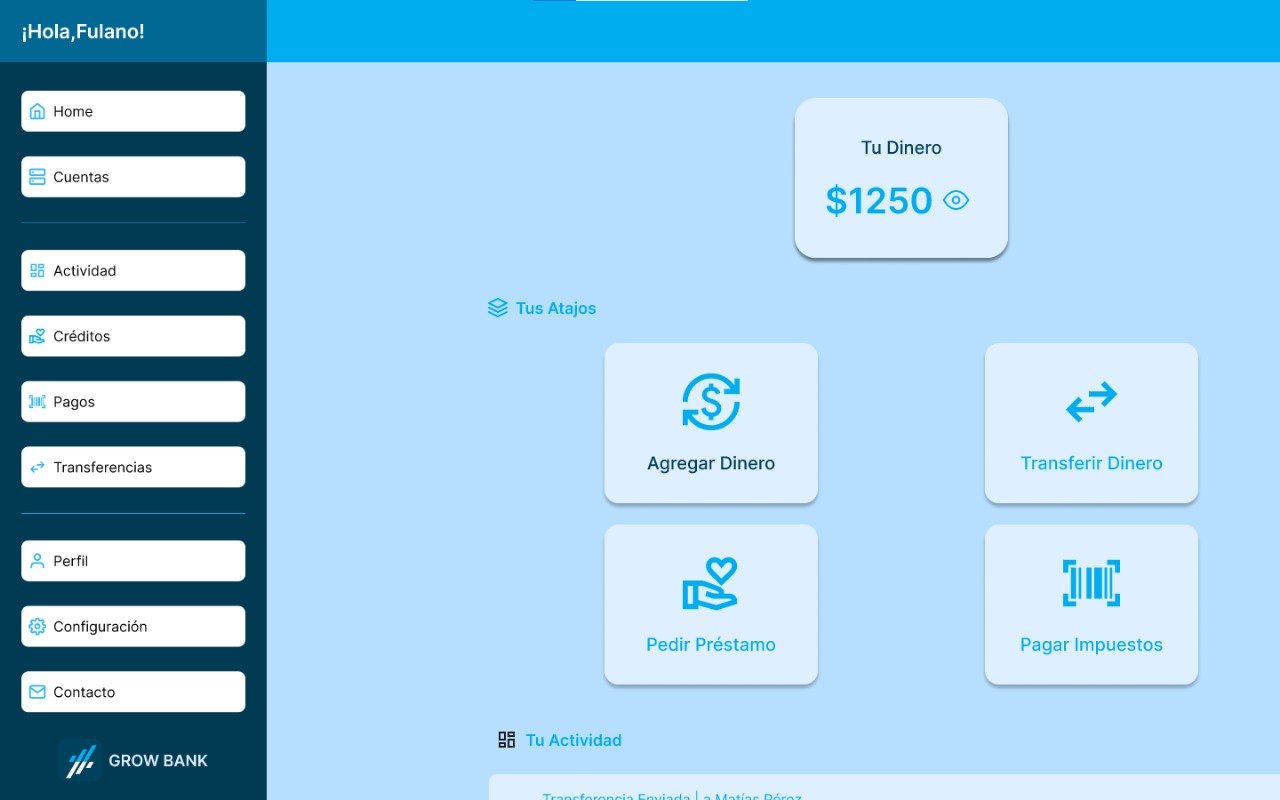 ¡Hola,Fulano!
Home
Cuentas
Actividad
Créditos
Pagos
Transferencias
Perfil
Configuración
Contacto
GROW BANK
Tu Dinero
$1250
Tus Atajos
Agregar Dinero
Transferir Dinero
Pedir Préstamo
Pagar Impuestos
Tu Actividad
Transferencia Enviada | a Matías Pérez